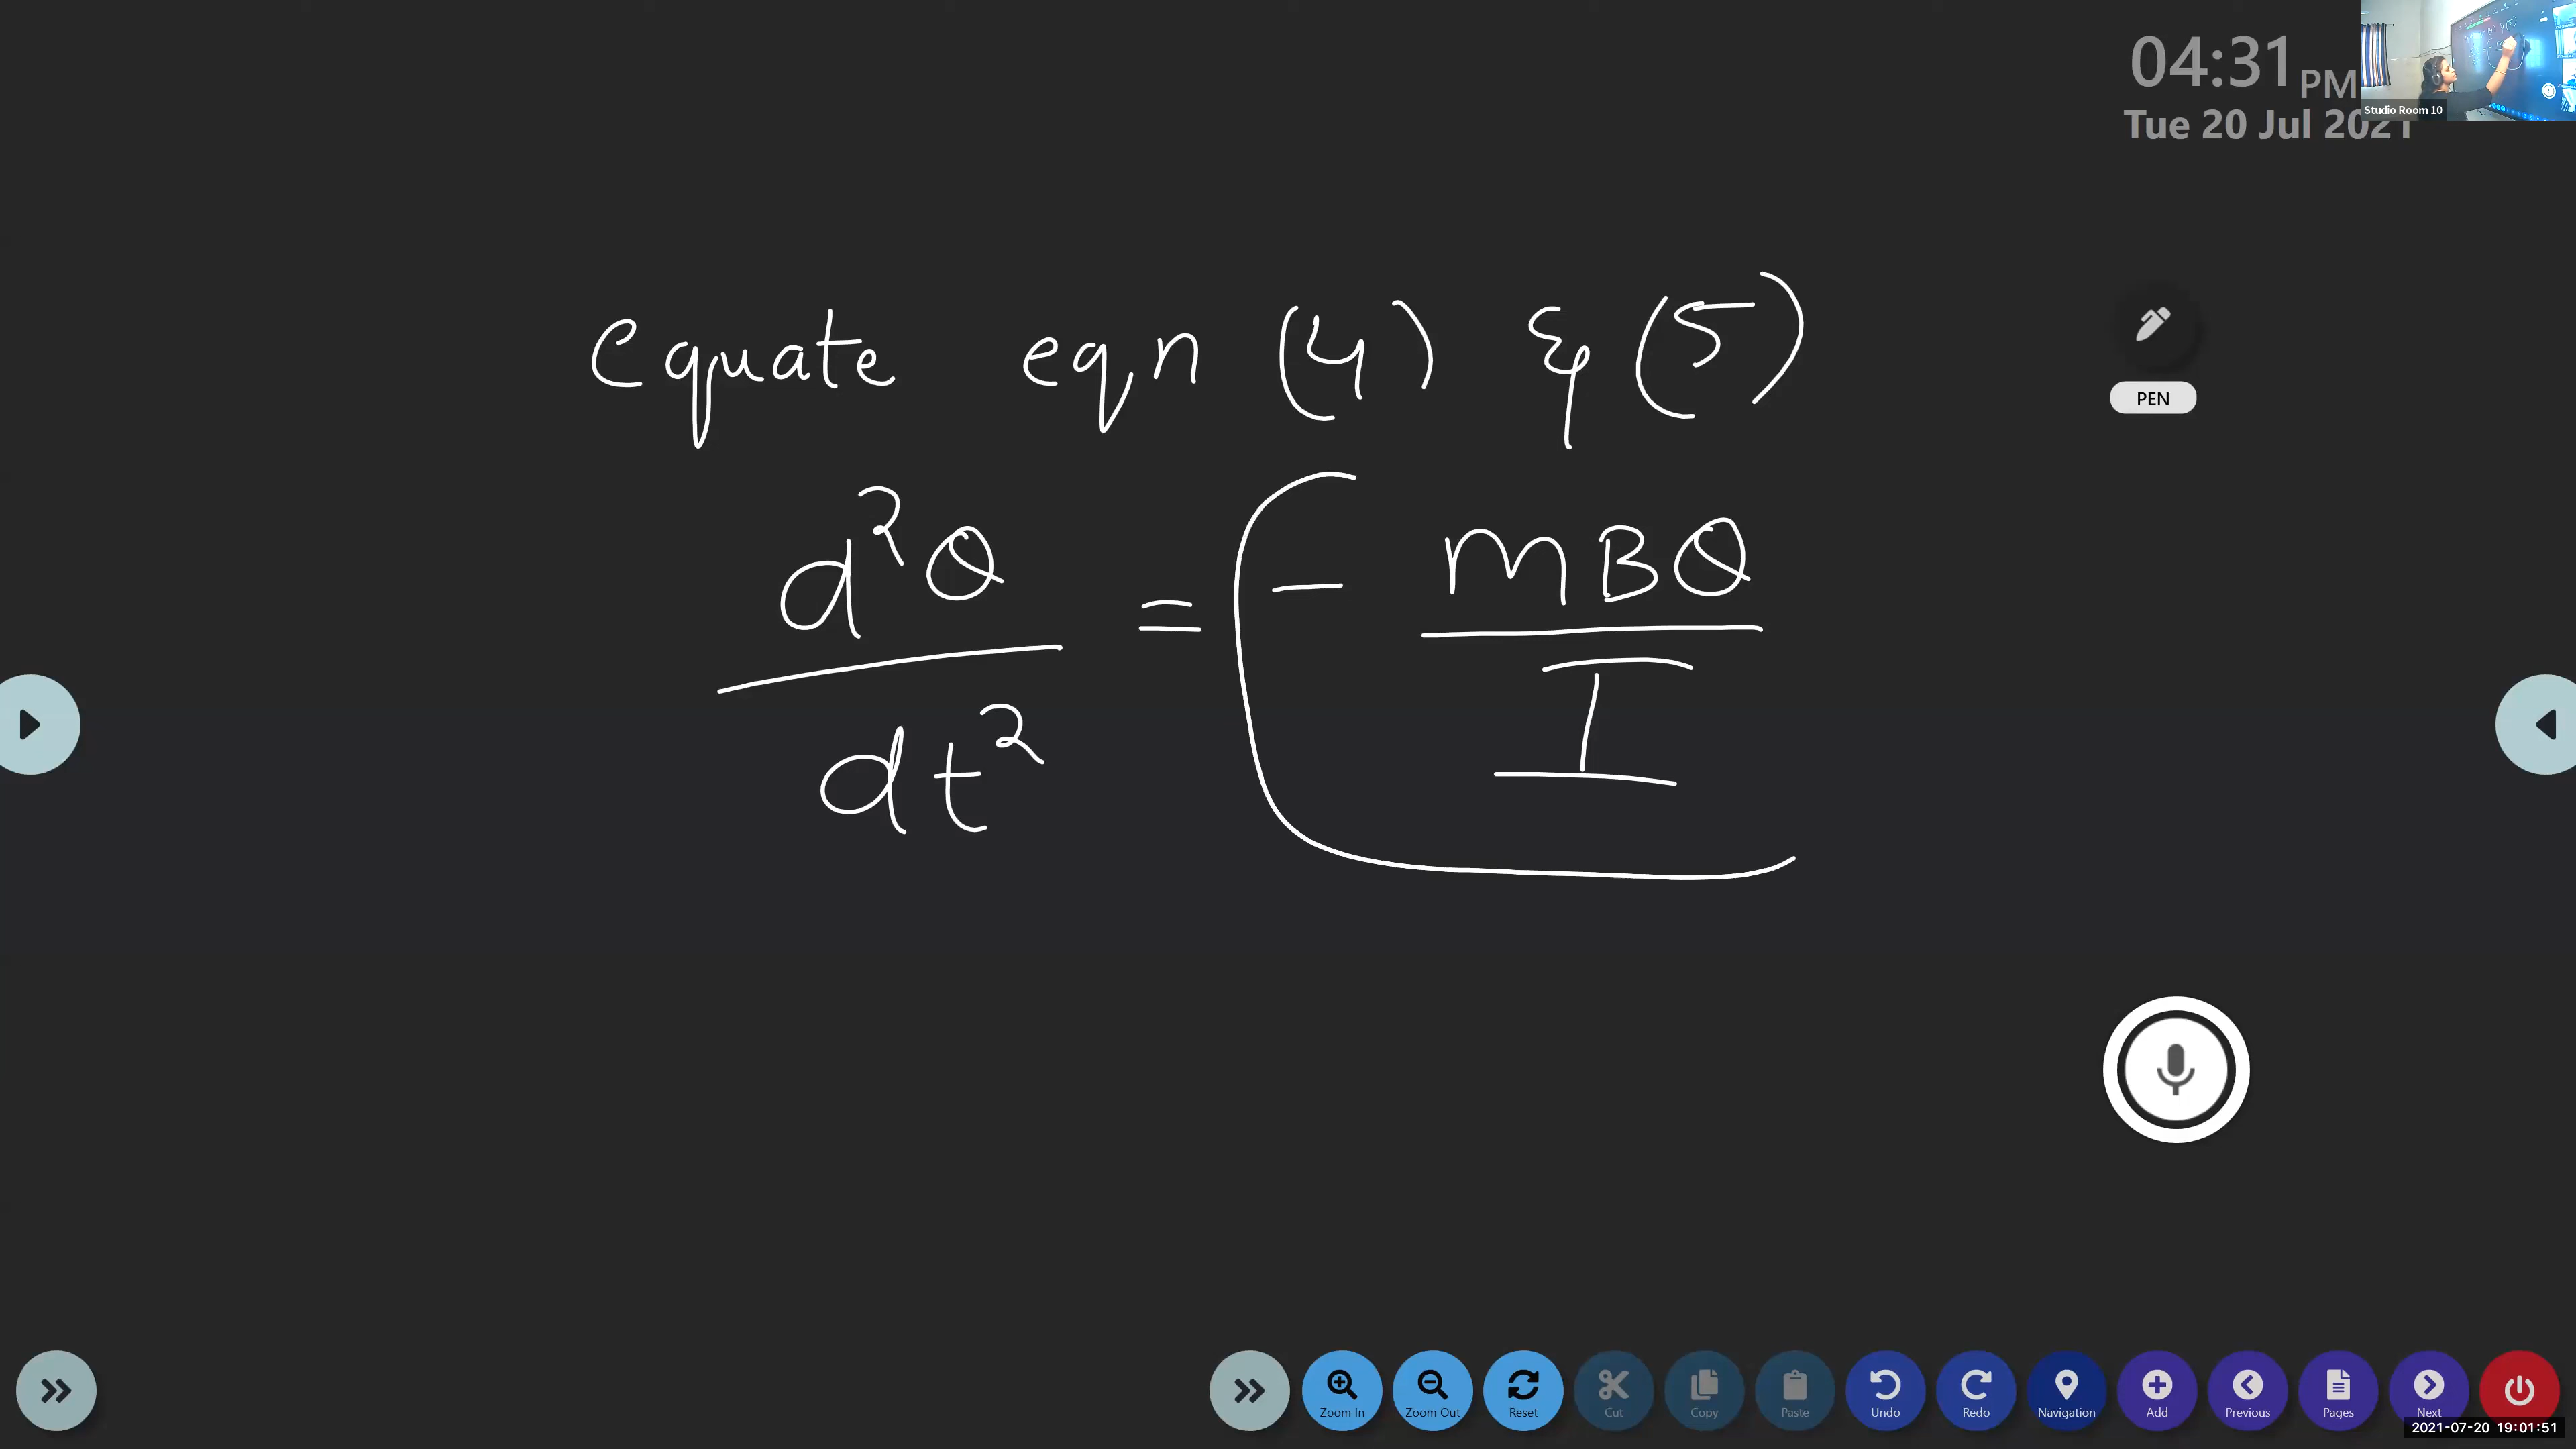 04:31 PM
Tue 20 Jul 2021
Studio Room 10
equate eqn (4) & (5)
d²θ / dt² = ( - mBθ / I
PEN
Zoom In Zoom Out Reset Cut Copy Paste Undo Redo Navigation Add Previous Pages Next
2021-07-20 19:01:51